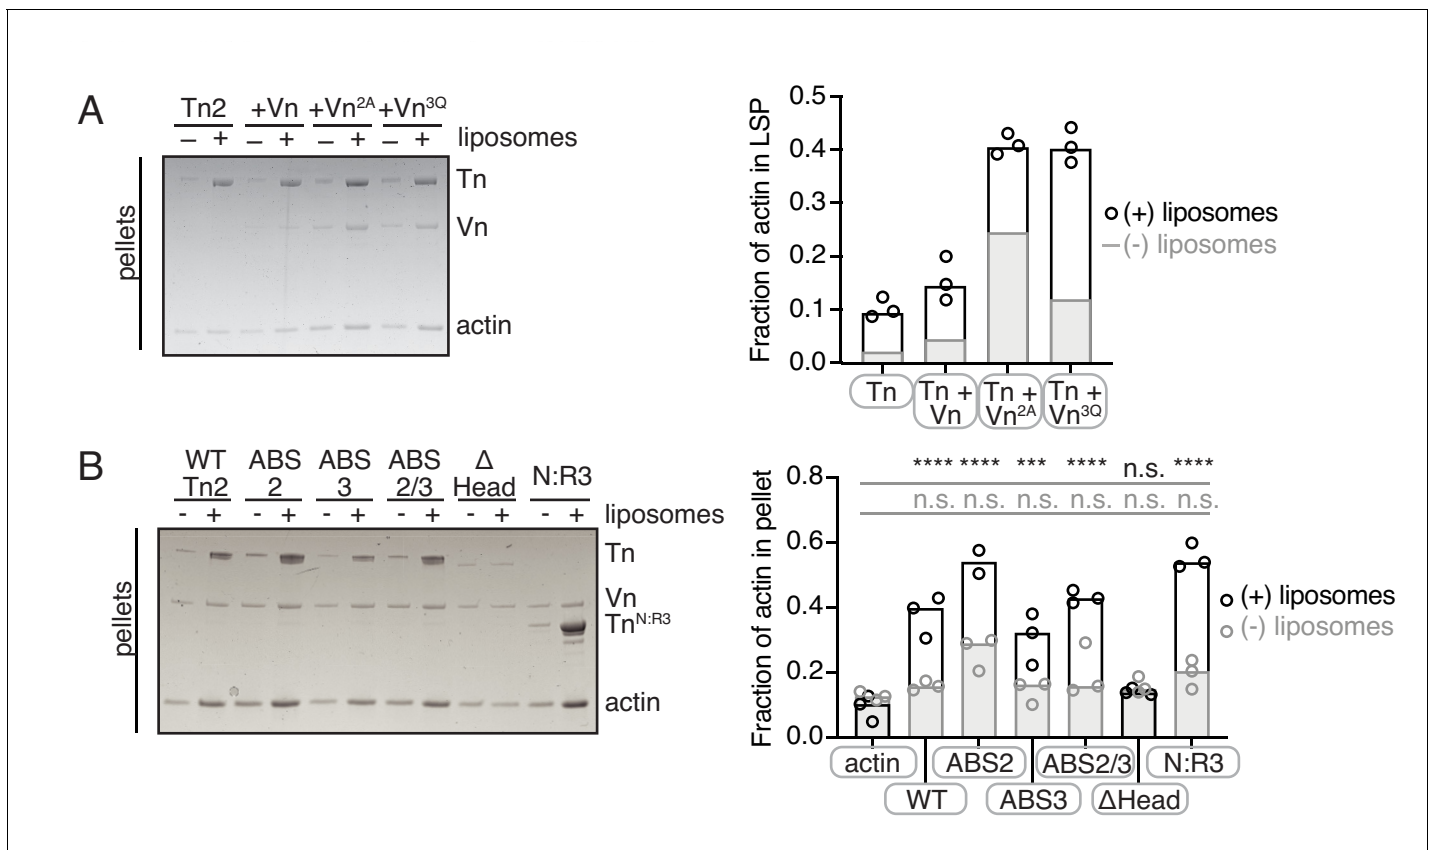 A
Tn2 +Vn +Vn2A +Vn3Q
– + – + – + – + liposomes
pellets
Tn
Vn
actin
Fraction of actin in LSP
0.5
0.4
0.3
0.2
0.1
0.0
(+) liposomes
(-) liposomes
Tn
Tn + Vn
Tn + Vn2A
Tn + Vn3Q
B
WT Tn2
ABS 2
ABS 3
ABS 2/3
Δ Head
N:R3
- + - + - + - + - + - + liposomes
pellets
Tn
Vn
TnN:R3
actin
Fraction of actin in pellet
0.8
0.6
0.4
0.2
0.0
**** **** *** **** n.s. ****
n.s. n.s. n.s. n.s. n.s. n.s.
(+) liposomes
(-) liposomes
actin ABS2 ABS2/3 N:R3
WT ABS3 ΔHead